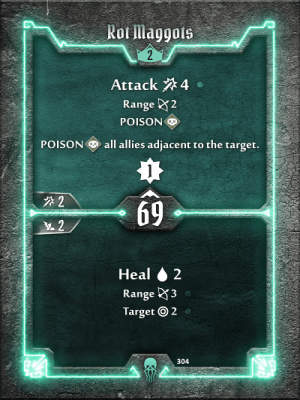 Rot Maggots
2
Attack 4
Range 2
POISON
POISON all allies adjacent to the target.
1
2
69
2
Heal 2
Range 3
Target 2
304